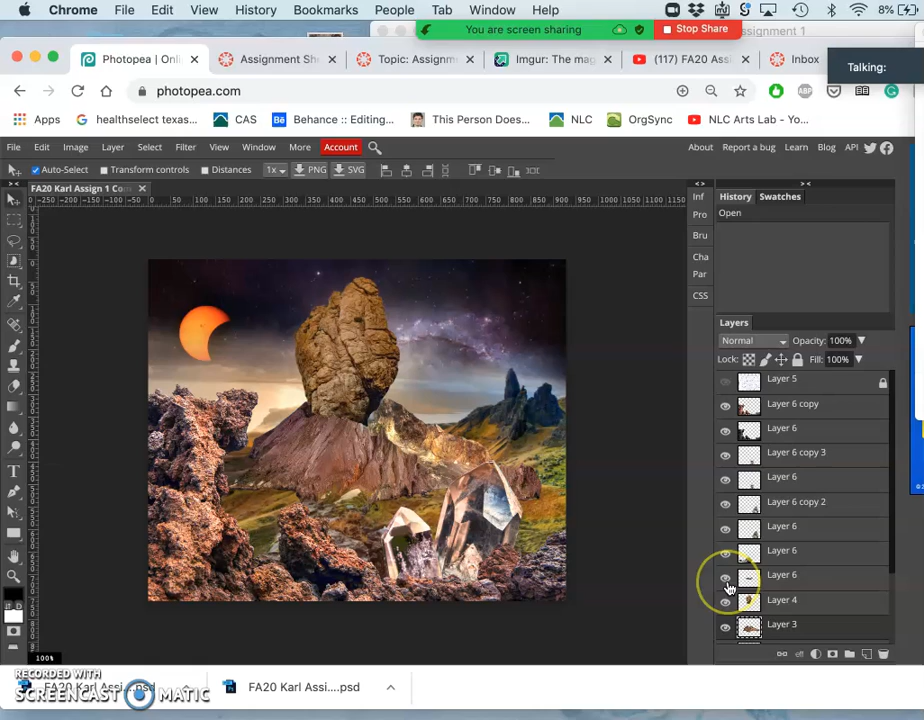 Chrome File Edit View History Bookmarks People Tab Window Help 8%
You are screen sharing Stop Share
Photopea | Onli Assignment She Topic: Assignm Imgur: The mag (117) FA20 Ass Inbox
Talking:
photopea.com
Apps healthselect texas... CAS Behance :: Editing... This Person Does... NLC OrgSync NLC Arts Lab - Yo...
File Edit Image Layer Select Filter View Window More Account About Report a bug Learn Blog API
Auto-Select Transform controls Distances 1x PNG SVG
FA20 Karl Assign 1 Con
History Swatches
Inf
Pro
Bru
Cha
Par
CSS
Open
Layers
Normal Opacity: 100%
Lock: Fill: 100%
Layer 5
Layer 6 copy
Layer 6
Layer 6 copy 3
Layer 6
Layer 6 copy 2
Layer 6
Layer 6
Layer 6
Layer 4
Layer 3
100%
RECORDED WITH
SCREENCAST MATIC
FA20 Karl Assi....psd